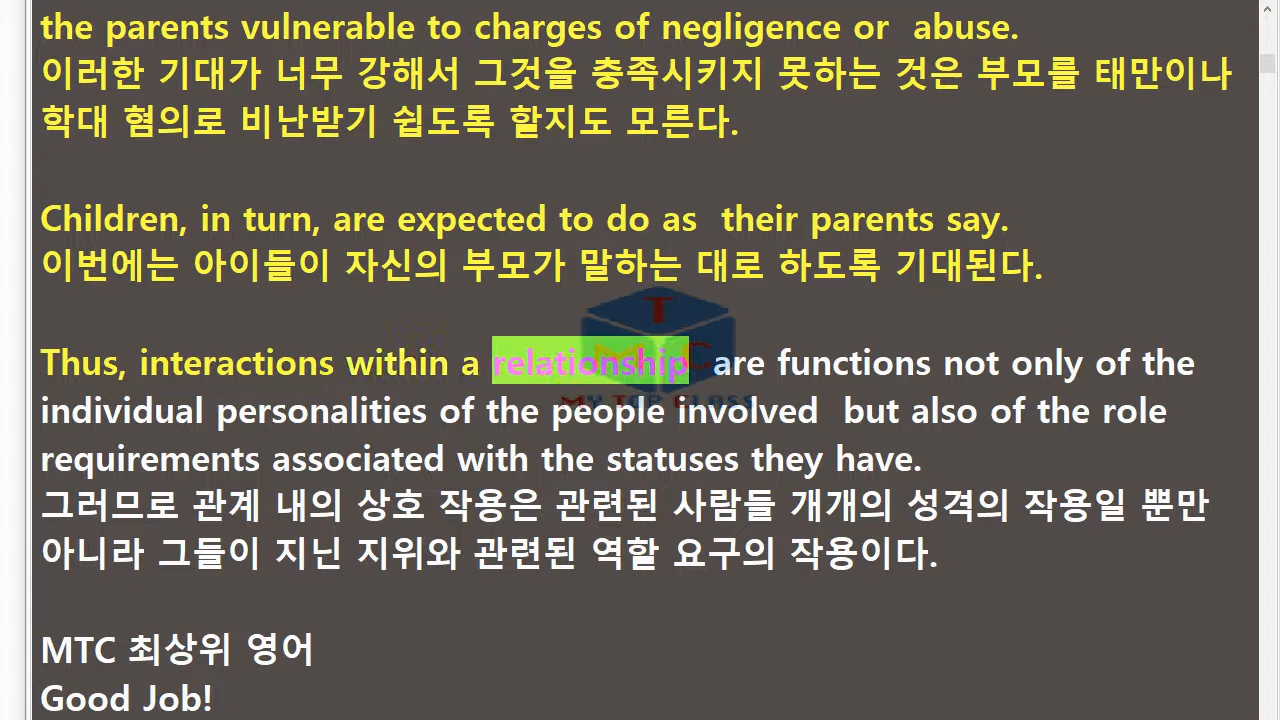 the parents vulnerable to charges of negligence or  abuse.
이러한 기대가 너무 강해서 그것을 충족시키지 못하는 것은 부모를 태만이나
학대 혐의로 비난받기 쉽도록 할지도 모른다.
Children, in turn, are expected to do as  their parents say.
이번에는 아이들이 자신의 부모가 말하는 대로 하도록 기대된다.
Thus, interactions within a relationship  are functions not only of the
individual personalities of the people involved  but also of the role
requirements associated with the statuses they have.
그러므로 관계 내의 상호 작용은 관련된 사람들 개개의 성격의 작용일 뿐만
아니라 그들이 지닌 지위와 관련된 역할 요구의 작용이다.
MTC 최상위 영어
Good Job!
T
M C
MY TOP CLASS